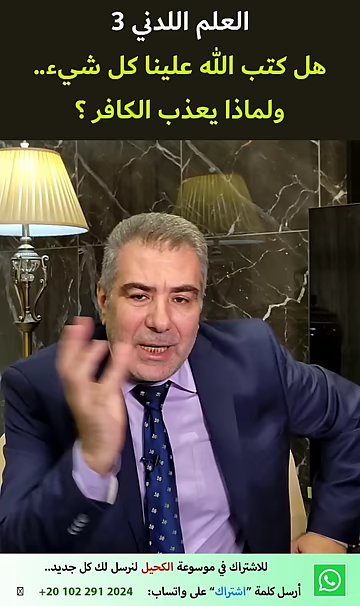 العلم اللدني 3
هل كتب الله علينا كل شيء..
ولماذا يعذب الكافر ؟
للاشتراك في موسوعة الكحيل لنرسل لك كل جديد..
أرسل كلمة "اشتراك" على واتساب: +20 102 291 2024